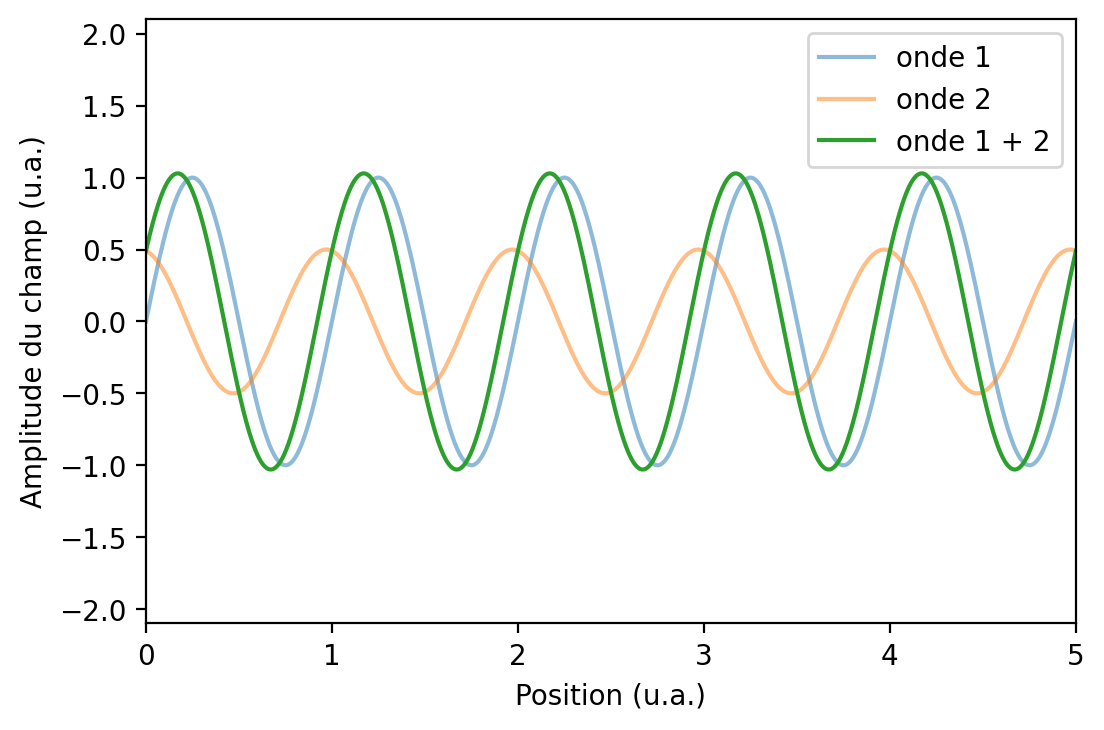 Amplitude du champ (u.a.)
2.0
1.5
1.0
0.5
0.0
−0.5
−1.0
−1.5
−2.0
onde 1
onde 2
onde 1 + 2
0 1 2 3 4 5
Position (u.a.)